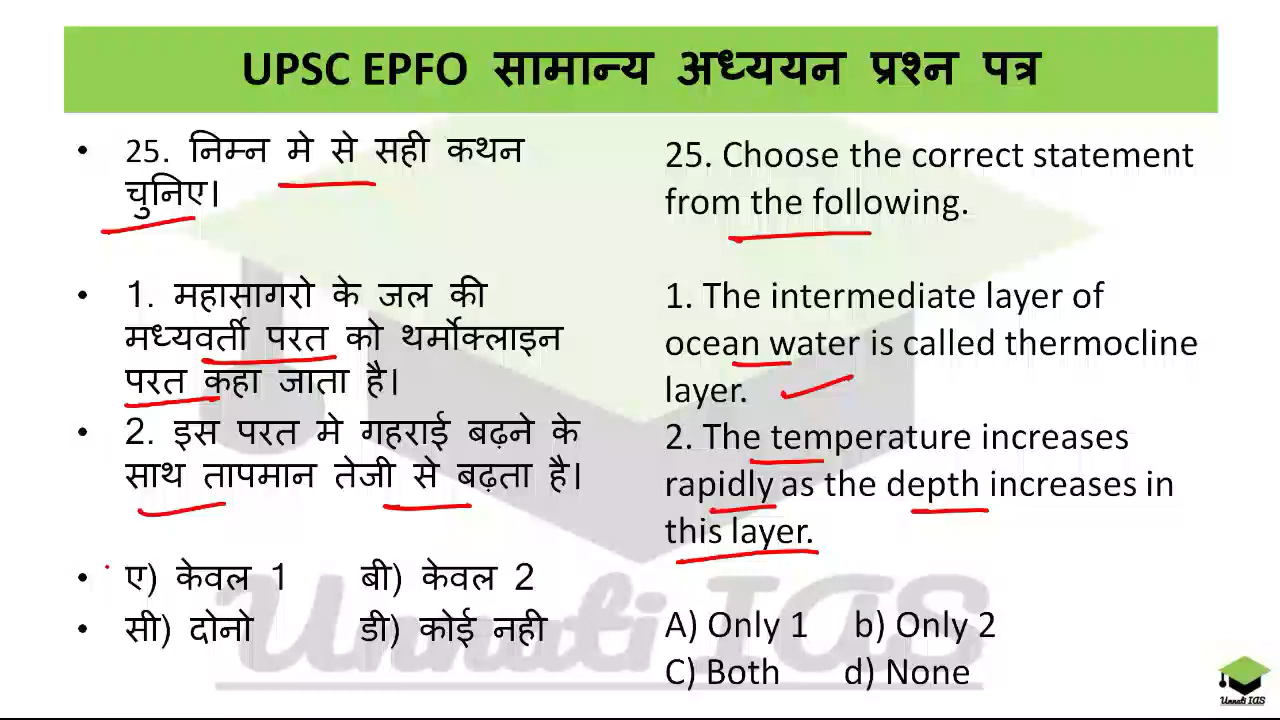 UPSC EPFO सामान्य अध्ययन प्रश्न पत्र
• 25. निम्न मे से सही कथन
चुनिए।
• 1. महासागरो के जल की
मध्यवर्ती परत को थर्मोक्लाइन
परत कहा जाता है।
• 2. इस परत मे गहराई बढ़ने के
साथ तापमान तेजी से बढ़ता है।
• ए) केवल 1 बी) केवल 2
• सी) दोनो डी) कोई नही
25. Choose the correct statement
from the following.
1. The intermediate layer of
ocean water is called thermocline
layer.
2. The temperature increases
rapidly as the depth increases in
this layer.
A) Only 1 b) Only 2
C) Both d) None
Unnati IAS
Unnati IAS